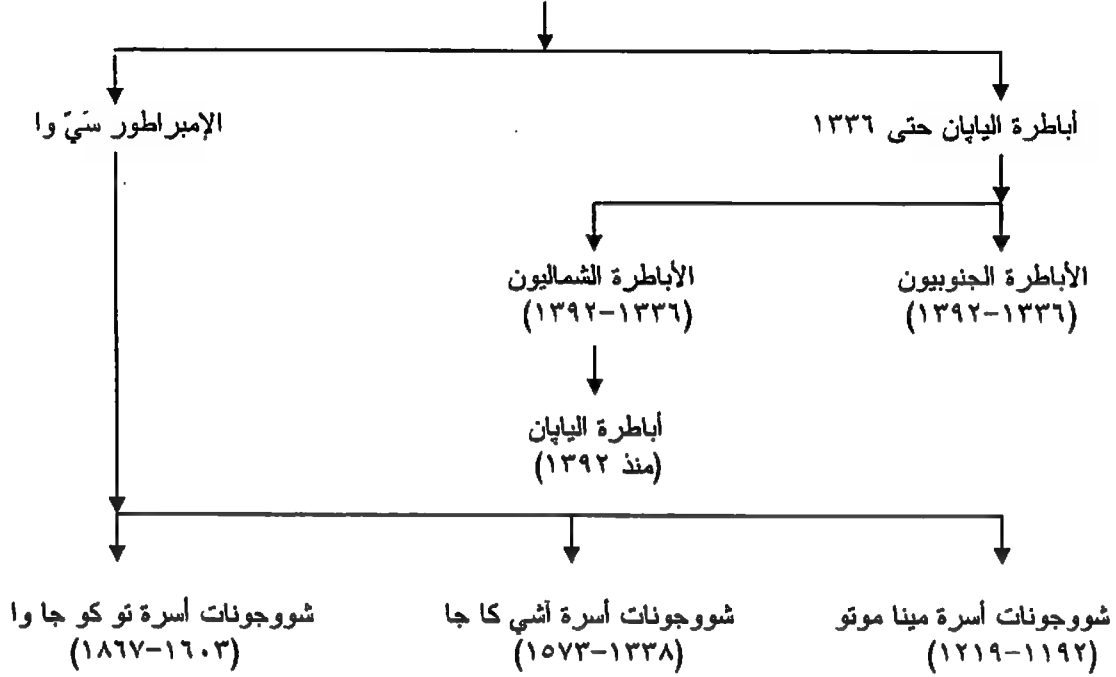 أباطرة اليابان حتى ١٣٣٦
الإمبراطور سَيّ وا
الأباطرة الجنوبيون
(١٣٣٦–١٣٩٢)
الأباطرة الشماليون
(١٣٣٦–١٣٩٢)
أباطرة اليابان
(منذ ١٣٩٢)
شووجونات أسرة مينا موتو
(١١٩٢–١٢١٩)
شووجونات أسرة آشي كا جا
(١٣٣٨–١٥٧٣)
شووجونات أسرة تو كو جا وا
(١٦٠٣–١٨٦٧)